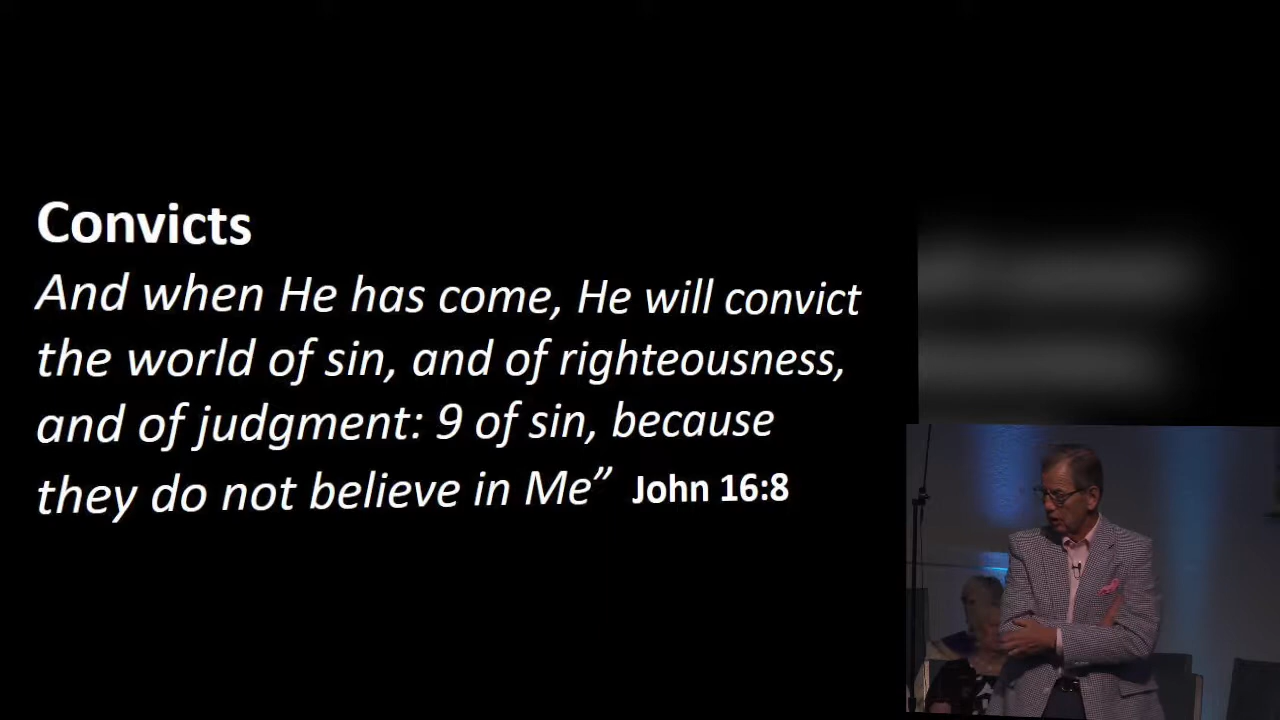 Convicts
And when He has come, He will convict
the world of sin, and of righteousness,
and of judgment: 9 of sin, because
they do not believe in Me” John 16:8